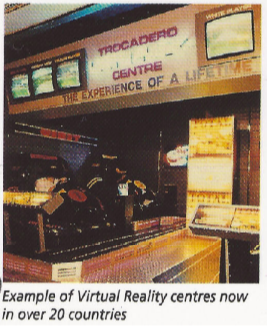 WHITE PLAYER
TROCADERO
CENTRE
THE EXPERIENCE OF A LIFETIME
Example of Virtual Reality centres now
in over 20 countries